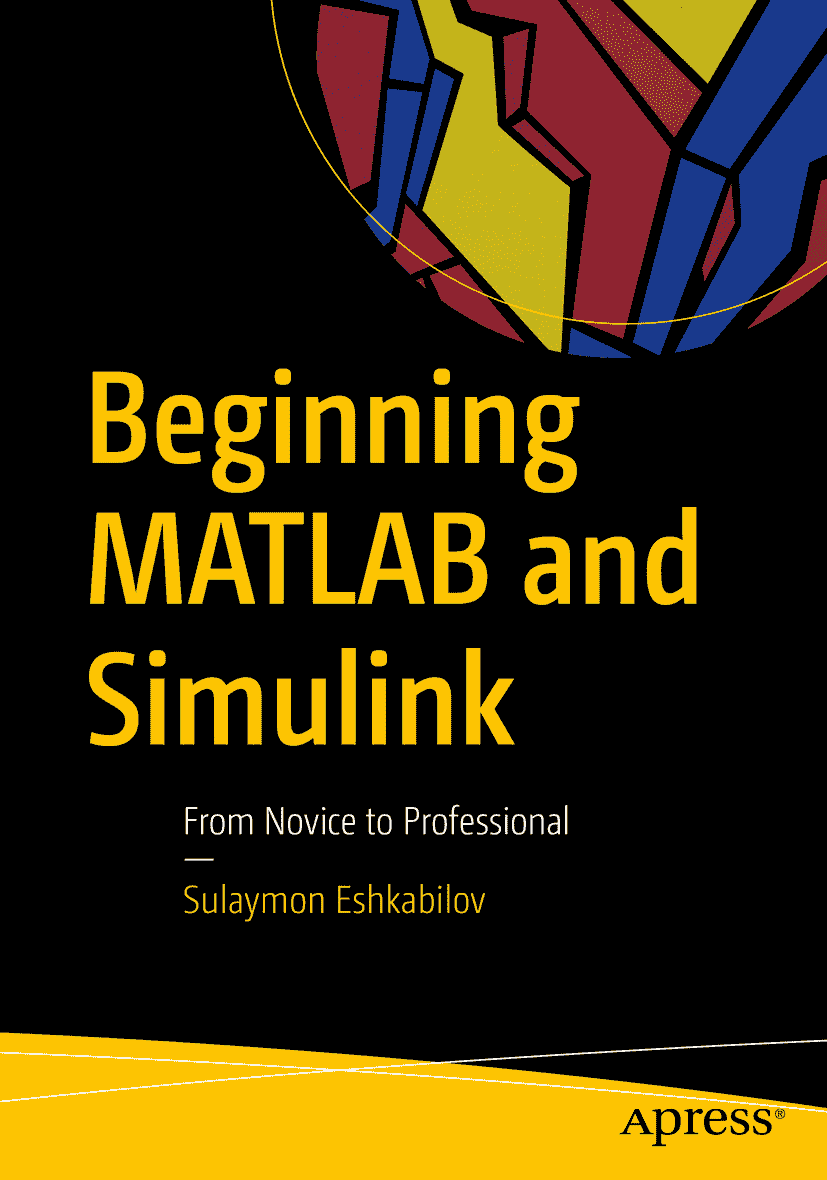 Beginning
MATLAB and
Simulink
From Novice to Professional
—
Sulaymon Eshkabilov
Apress®